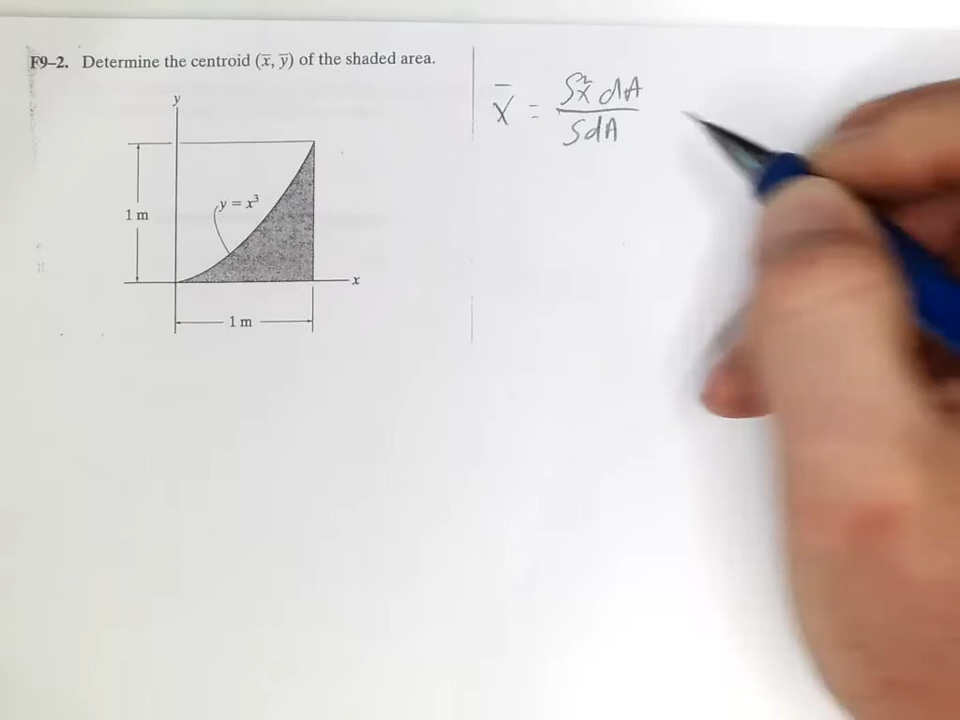 F9–2. Determine the centroid (x̅, y̅) of the shaded area.
y
1 m
y = x³
x
1 m
x̅ = ∫x̃ dA
∫dA